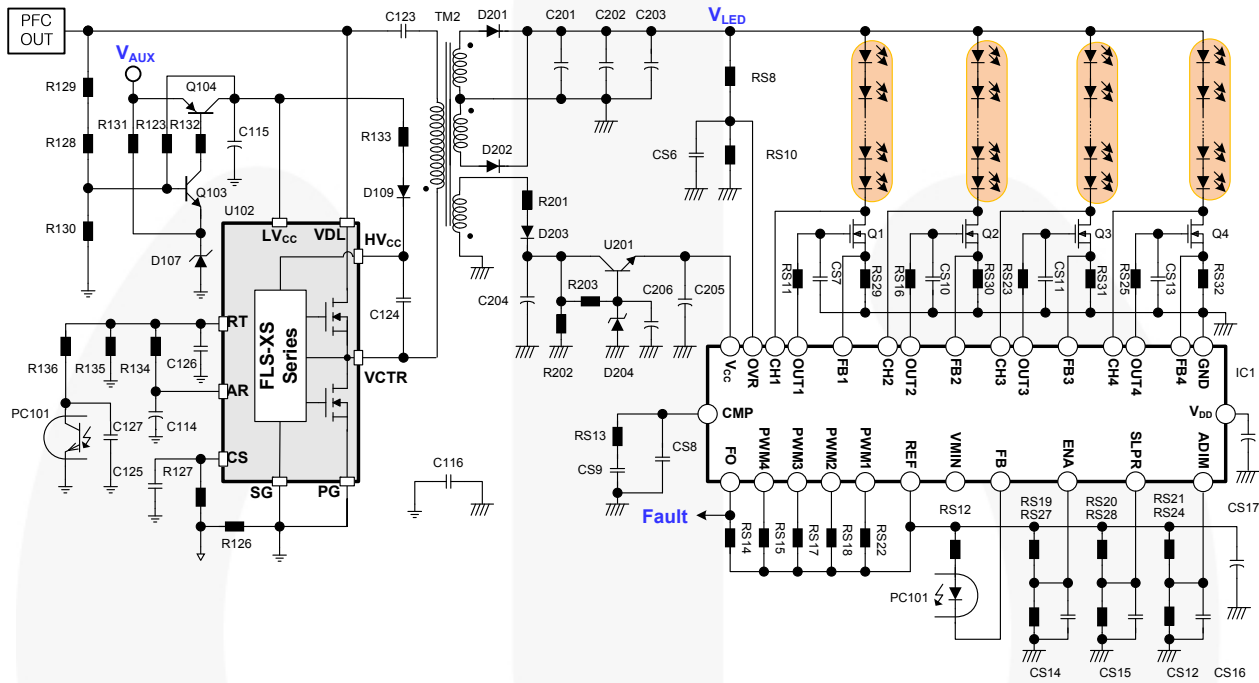 PFC
OUT
C123
TM2
D201
C201
C202
C203
VLED
VAUX
R129
Q104
R131
R123
R132
C115
R133
RS8
R128
CS6
RS10
D202
Q103
D109
R201
R130
U102
D203
U201
Q1
Q2
Q3
Q4
D107
LVCC
VDL
HVCC
RS11
CS7
RS29
RS16
CS10
RS30
RS23
CS11
RS31
RS25
CS13
RS32
C204
R203
C206
C205
C124
RT
R136
R135
R134
C126
FLS-XS
Series
VCTR
R202
D204
VCC
OVR
CH1
OUT1
FB1
CH2
OUT2
FB2
CH3
OUT3
FB3
CH4
OUT4
FB4
GND
IC1
AR
PC101
C127
C114
CMP
VDD
RS13
CS8
FO
PWM4
PWM3
PWM2
PWM1
REF
VMIN
FB
ENA
SLPR
ADIM
CS
C125
R127
CS9
C116
SG
PG
Fault
RS12
RS19
RS27
RS20
RS28
RS21
RS24
CS17
R126
RS14
RS15
RS17
RS18
RS22
PC101
CS14
CS15
CS12
CS16